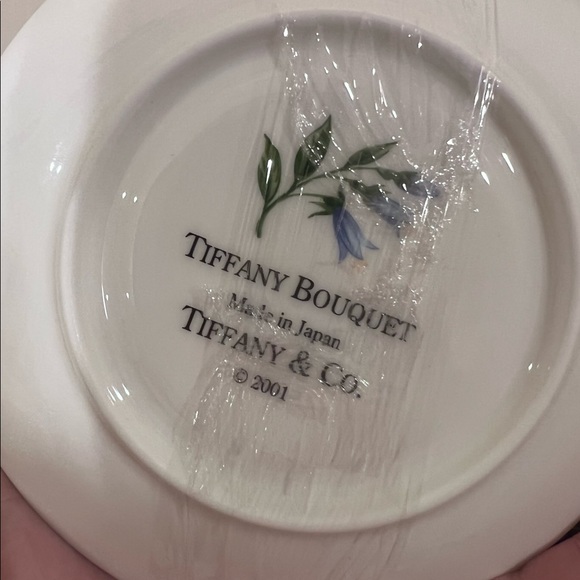 TIFFANY BOUQUET
Made in Japan
TIFFANY & CO.
© 2001